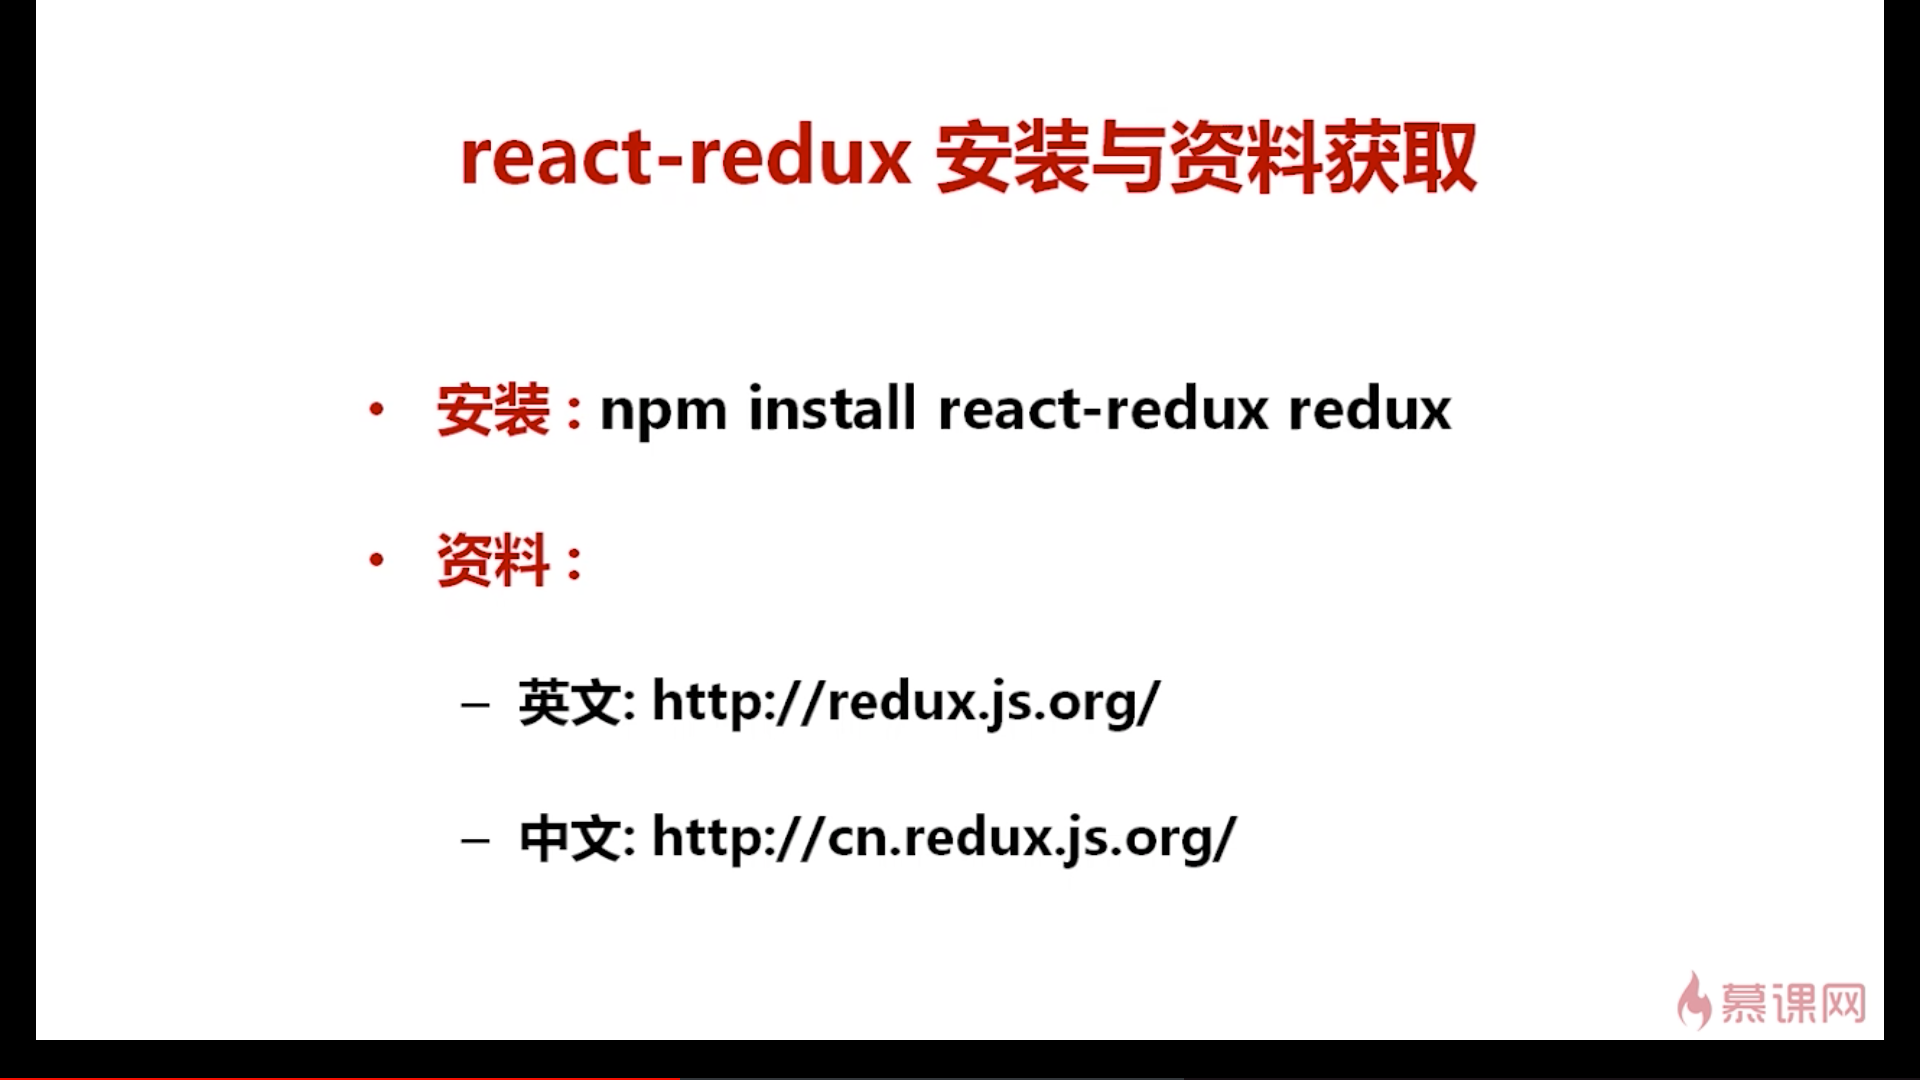 react-redux 安装与资料获取
• 安装：npm install react-redux redux
• 资料：
– 英文: http://redux.js.org/
– 中文: http://cn.redux.js.org/
慕课网